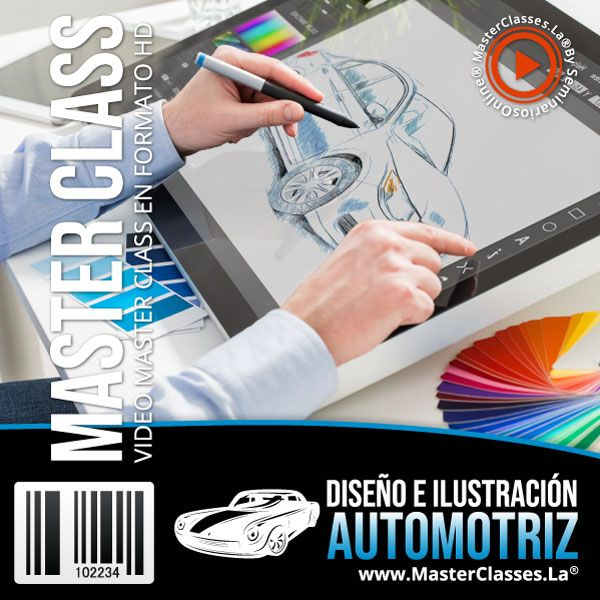 MASTER CLASS
VIDEO MASTER CLASS EN FORMATO HD
MasterClasses.La® By SeminariosOnline®
102234
DISEÑO E ILUSTRACIÓN
AUTOMOTRIZ
www.MasterClasses.La®